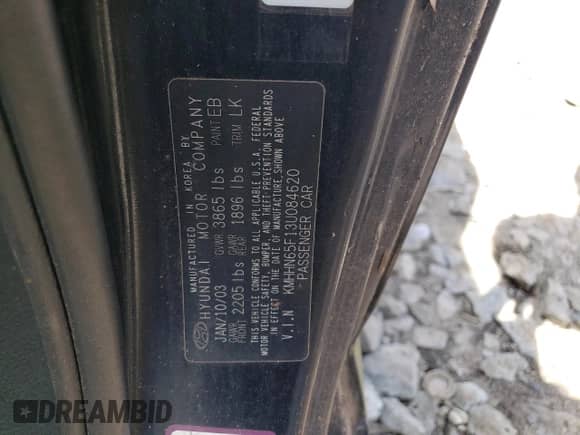 MANUFACTURED IN KOREA BY
HYUNDAI MOTOR COMPANY
JAN/10/03 GVWR 3865 lbs PAINT EB
GAWR FRONT 2205 lbs GAWR REAR 1896 lbs TRIM LK
THIS VEHICLE CONFORMS TO ALL APPLICABLE U.S.A. FEDERAL
MOTOR VEHICLE SAFETY, BUMPER, AND THEFT PREVENTION STANDARDS
IN EFFECT ON THE DATE OF MANUFACTURE SHOWN ABOVE
V.I.N KMHHN65F13U084620
PASSENGER CAR
DREAMBID